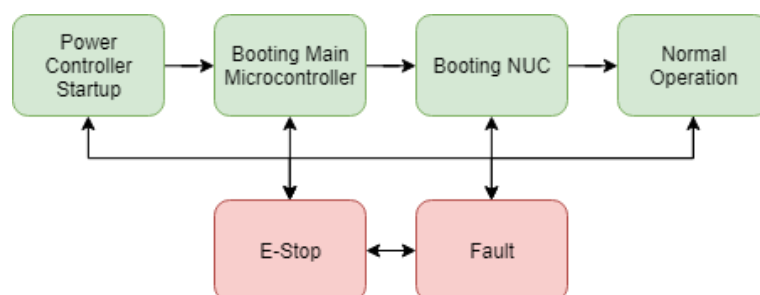 Power
Controller
Startup
Booting Main
Microcontroller
Booting NUC
Normal
Operation
E-Stop
Fault